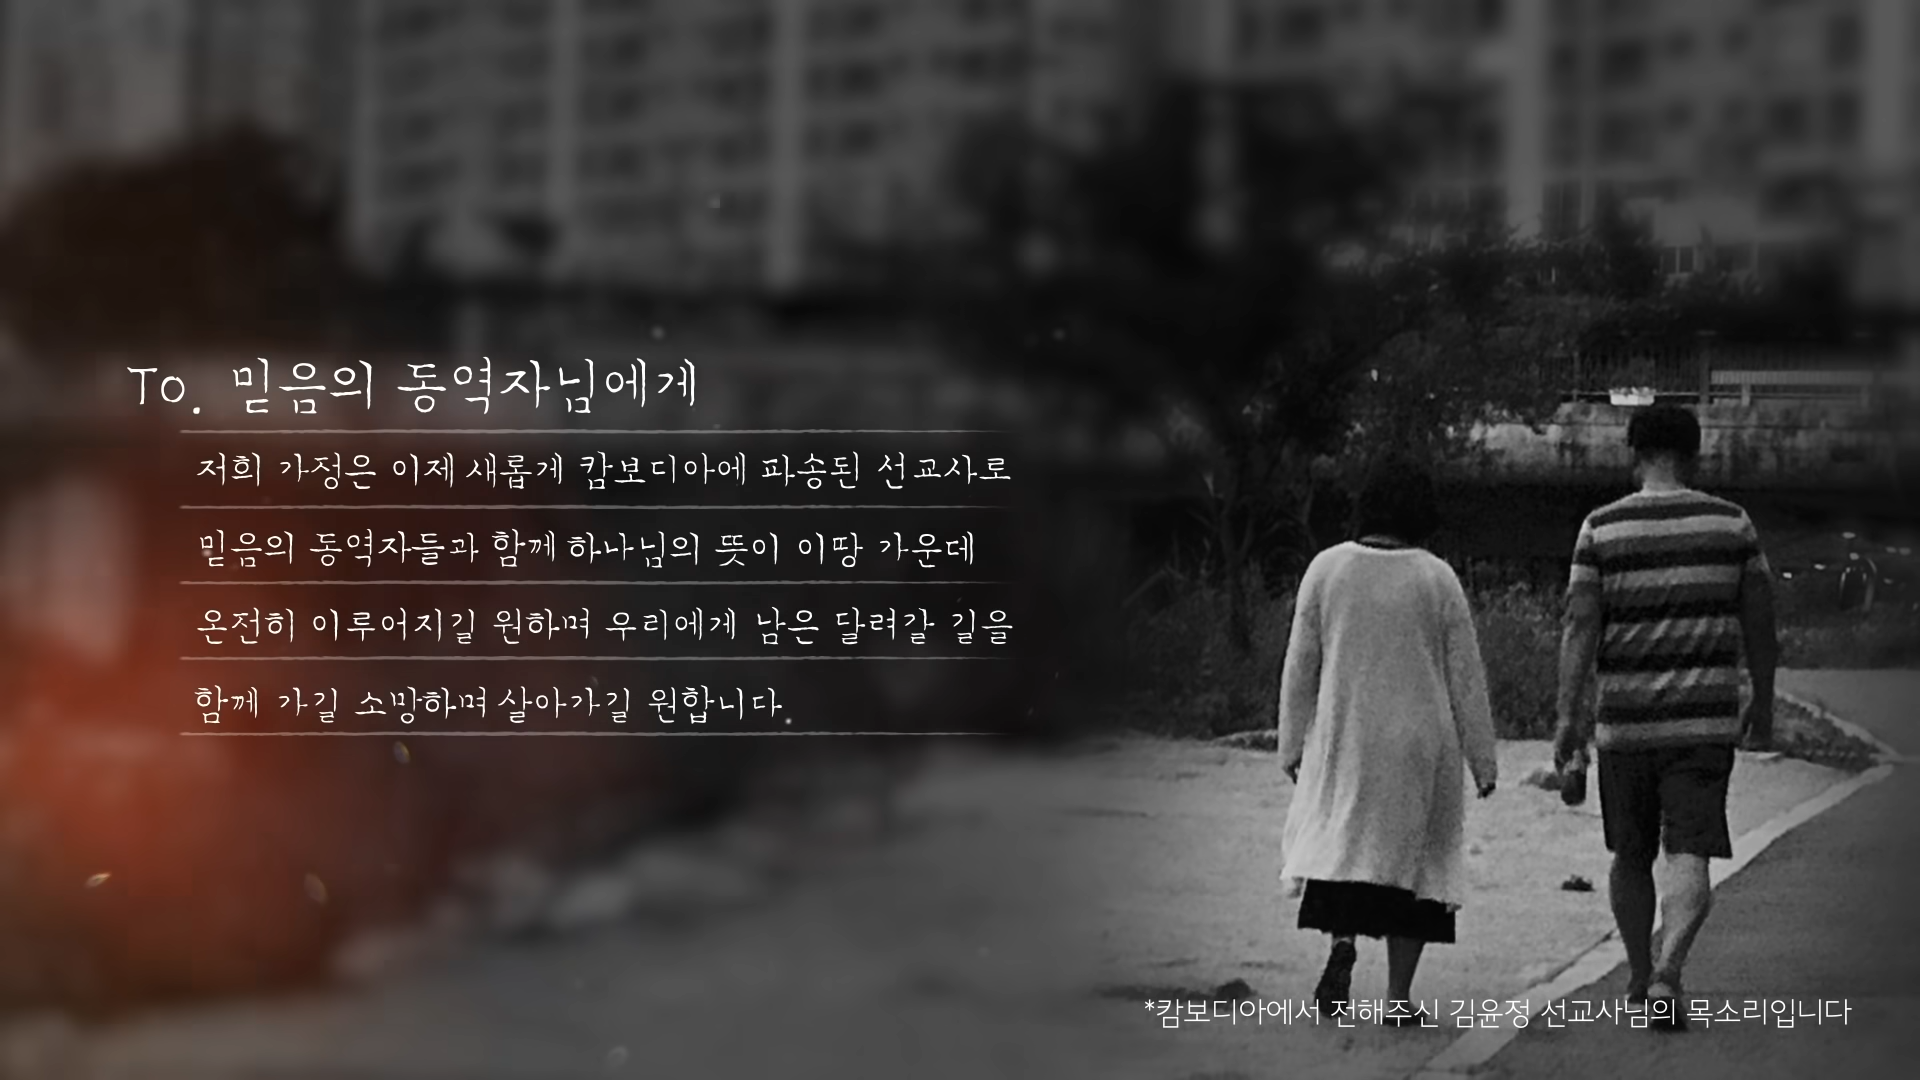 To. 믿음의 동역자님에게
저희 가정은 이제 새롭게 캄보디아에 파송된 선교사로
믿음의 동역자들과 함께 하나님의 뜻이 이땅 가운데
온전히 이루어지길 원하며 우리에게 남은 달려갈 길을
함께 가길 소망하며 살아가길 원합니다.
*캄보디아에서 전해주신 김윤정 선교사님의 목소리입니다